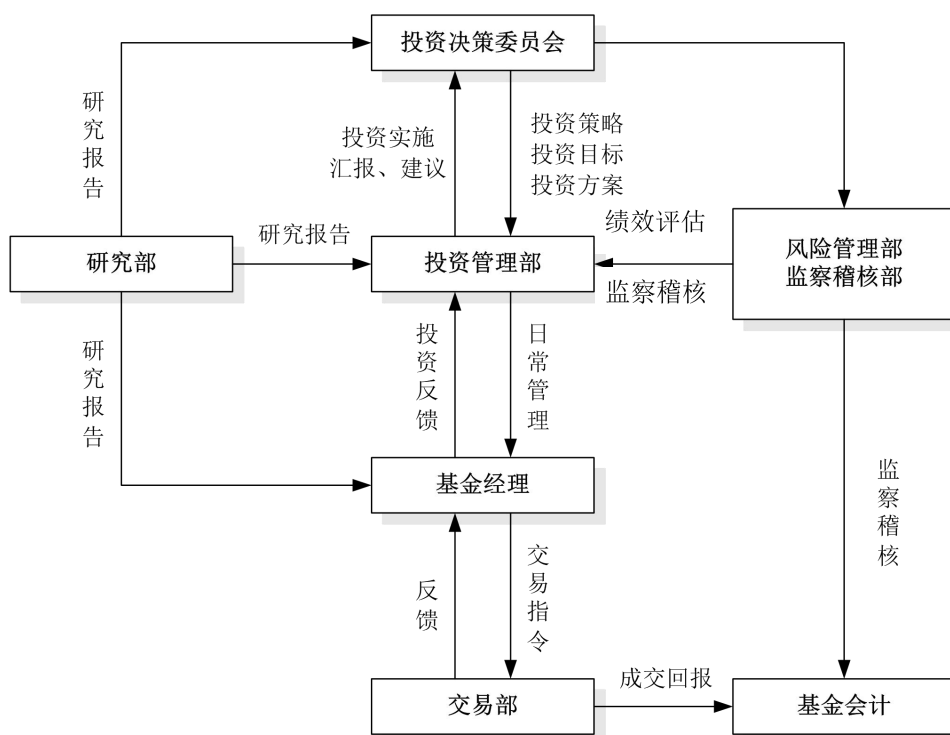 投资决策委员会
研究报告
投资实施
汇报、建议
投资策略
投资目标
投资方案
研究部
研究报告
投资管理部
绩效评估
监察稽核
风险管理部
监察稽核部
研究报告
投资反馈
日常管理
基金经理
监察稽核
反馈
交易指令
交易部
成交回报
基金会计